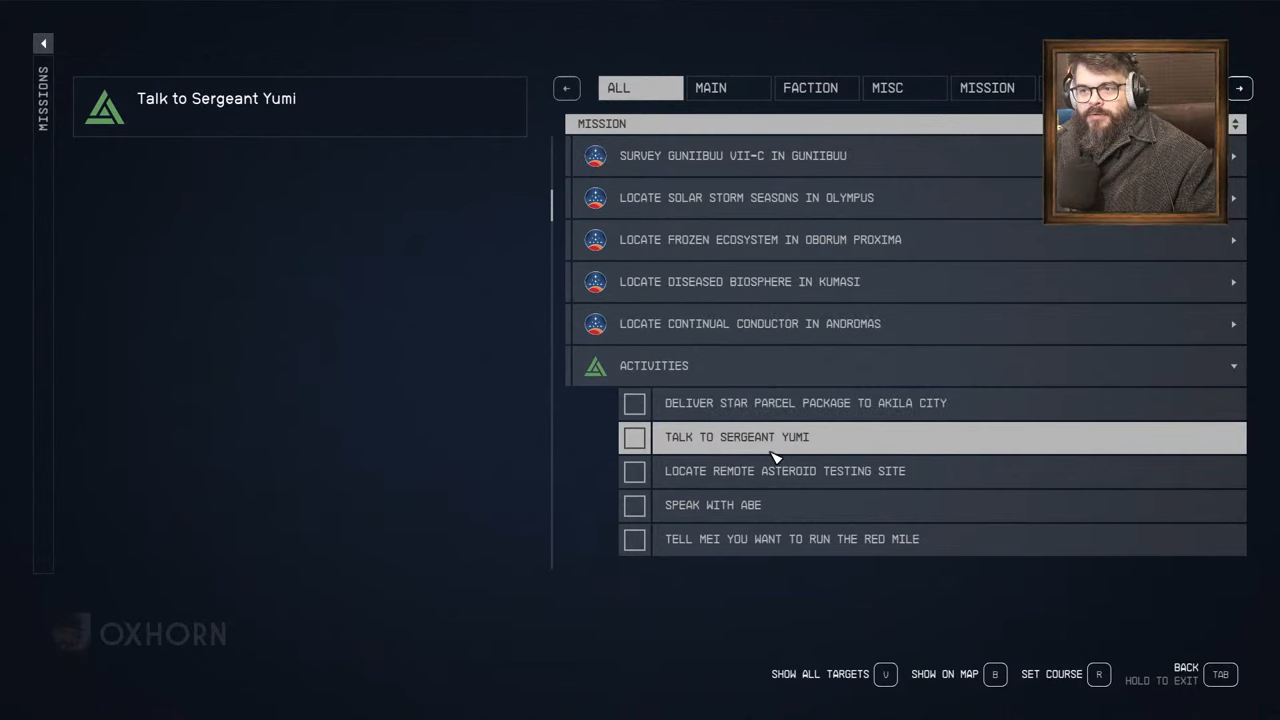 MISSIONS
Talk to Sergeant Yumi
ALL MAIN FACTION MISC MISSION
MISSION
SURVEY GUNIIBUU VII-C IN GUNIIBUU
LOCATE SOLAR STORM SEASONS IN OLYMPUS
LOCATE FROZEN ECOSYSTEM IN OBORUM PROXIMA
LOCATE DISEASED BIOSPHERE IN KUMASI
LOCATE CONTINUAL CONDUCTOR IN ANDROMAS
ACTIVITIES
DELIVER STAR PARCEL PACKAGE TO AKILA CITY
TALK TO SERGEANT YUMI
LOCATE REMOTE ASTEROID TESTING SITE
SPEAK WITH ABE
TELL MEI YOU WANT TO RUN THE RED MILE
OXHORN
SHOW ALL TARGETS V SHOW ON MAP B SET COURSE R BACK TAB
HOLD TO EXIT